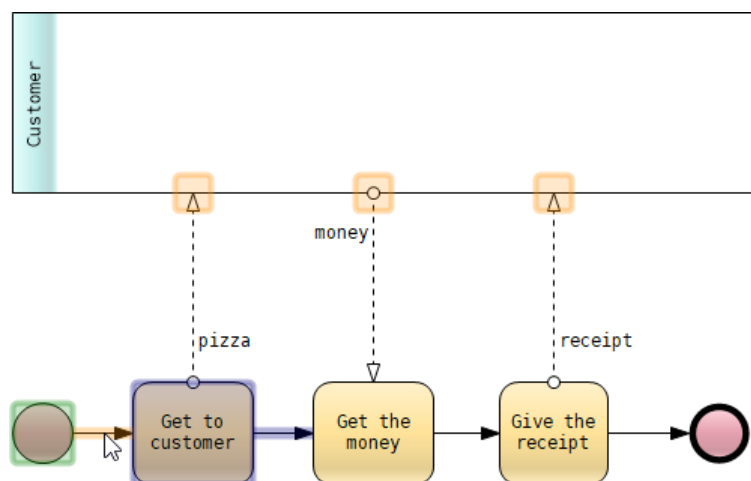 Customer
money
pizza
receipt
Get to
customer
Get the
money
Give the
receipt